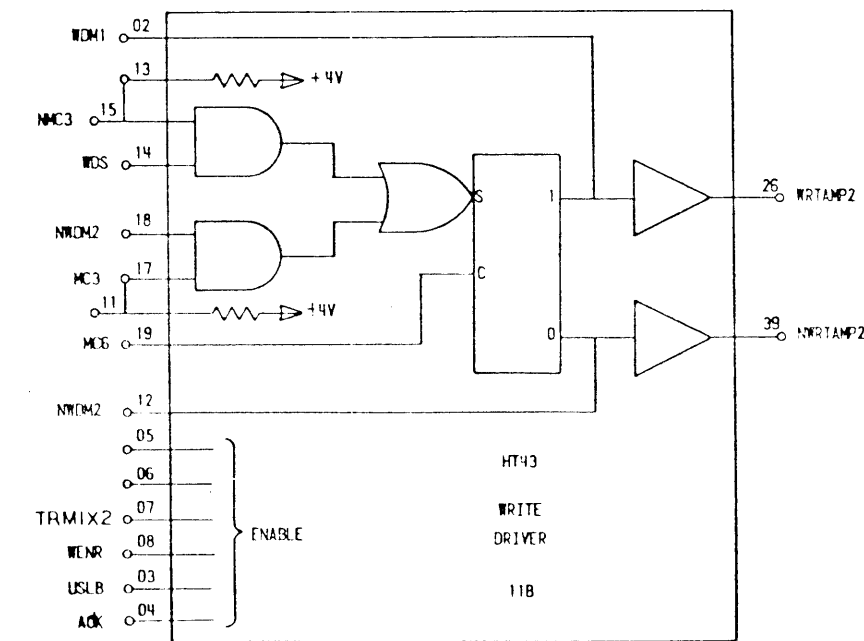 WDM1 02
13 +4V
NMC3 15
WDS 14
S 1 26 WRTAMP2
NWDM2 18
MC3 17
C
11 +4V
MC6 19
0 39 NWRTAMP2
NWDM2 12
05
HT43
06
TRMIX2 07 WRITE
ENABLE DRIVER
WENR 08
USLB 03 11B
AOK 04